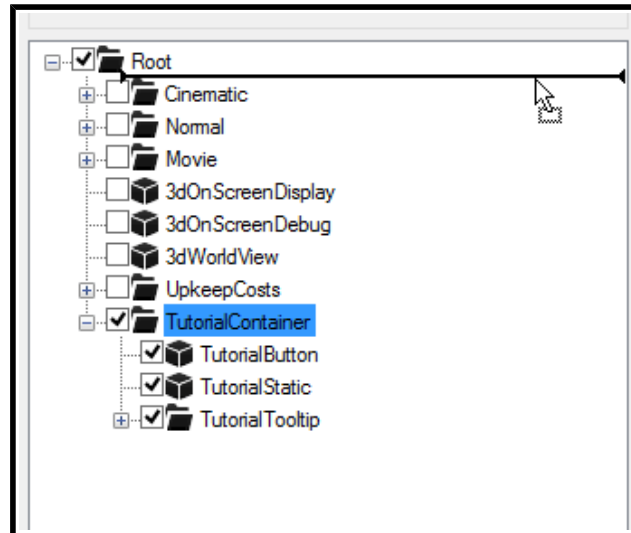 Root
Cinematic
Normal
Movie
3dOnScreenDisplay
3dOnScreenDebug
3dWorldView
UpkeepCosts
TutorialContainer
TutorialButton
TutorialStatic
TutorialTooltip